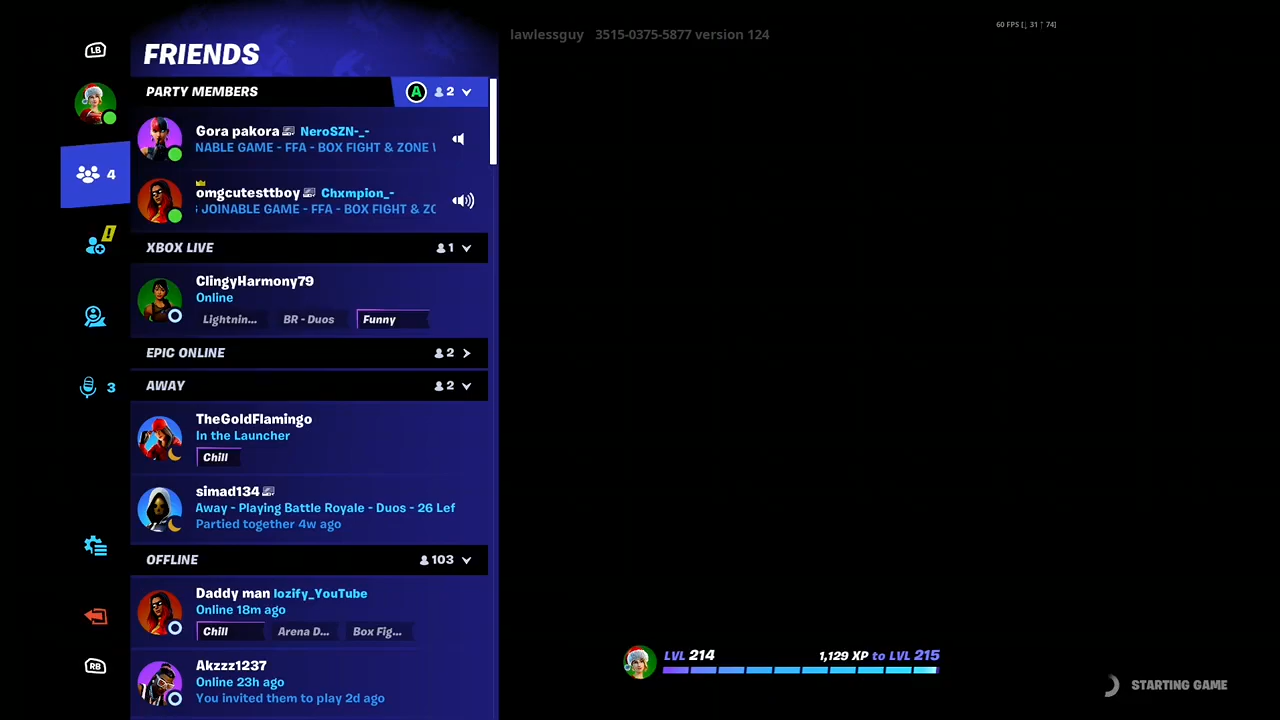 LB
FRIENDS
lawlessguy 3515-0375-5877 version 124
60 FPS [↓ 31 ↑ 74]
PARTY MEMBERS A 2
Gora pakora NeroSZN-_-
NABLE GAME - FFA - BOX FIGHT & ZONE
4
omgcutesttboy Chxmpion_-
JOINABLE GAME - FFA - BOX FIGHT & ZC
!
XBOX LIVE 1
ClingyHarmony79
Online
Lightnin... BR - Duos Funny
EPIC ONLINE 2
3
AWAY 2
TheGoldFlamingo
In the Launcher
Chill
simad134
Away - Playing Battle Royale - Duos - 26 Lef
Partied together 4w ago
OFFLINE 103
Daddy man lozify_YouTube
Online 18m ago
Chill Arena D... Box Fig...
RB
Akzzz1237
Online 23h ago
You invited them to play 2d ago
LVL 214 1,129 XP to LVL 215
STARTING GAME